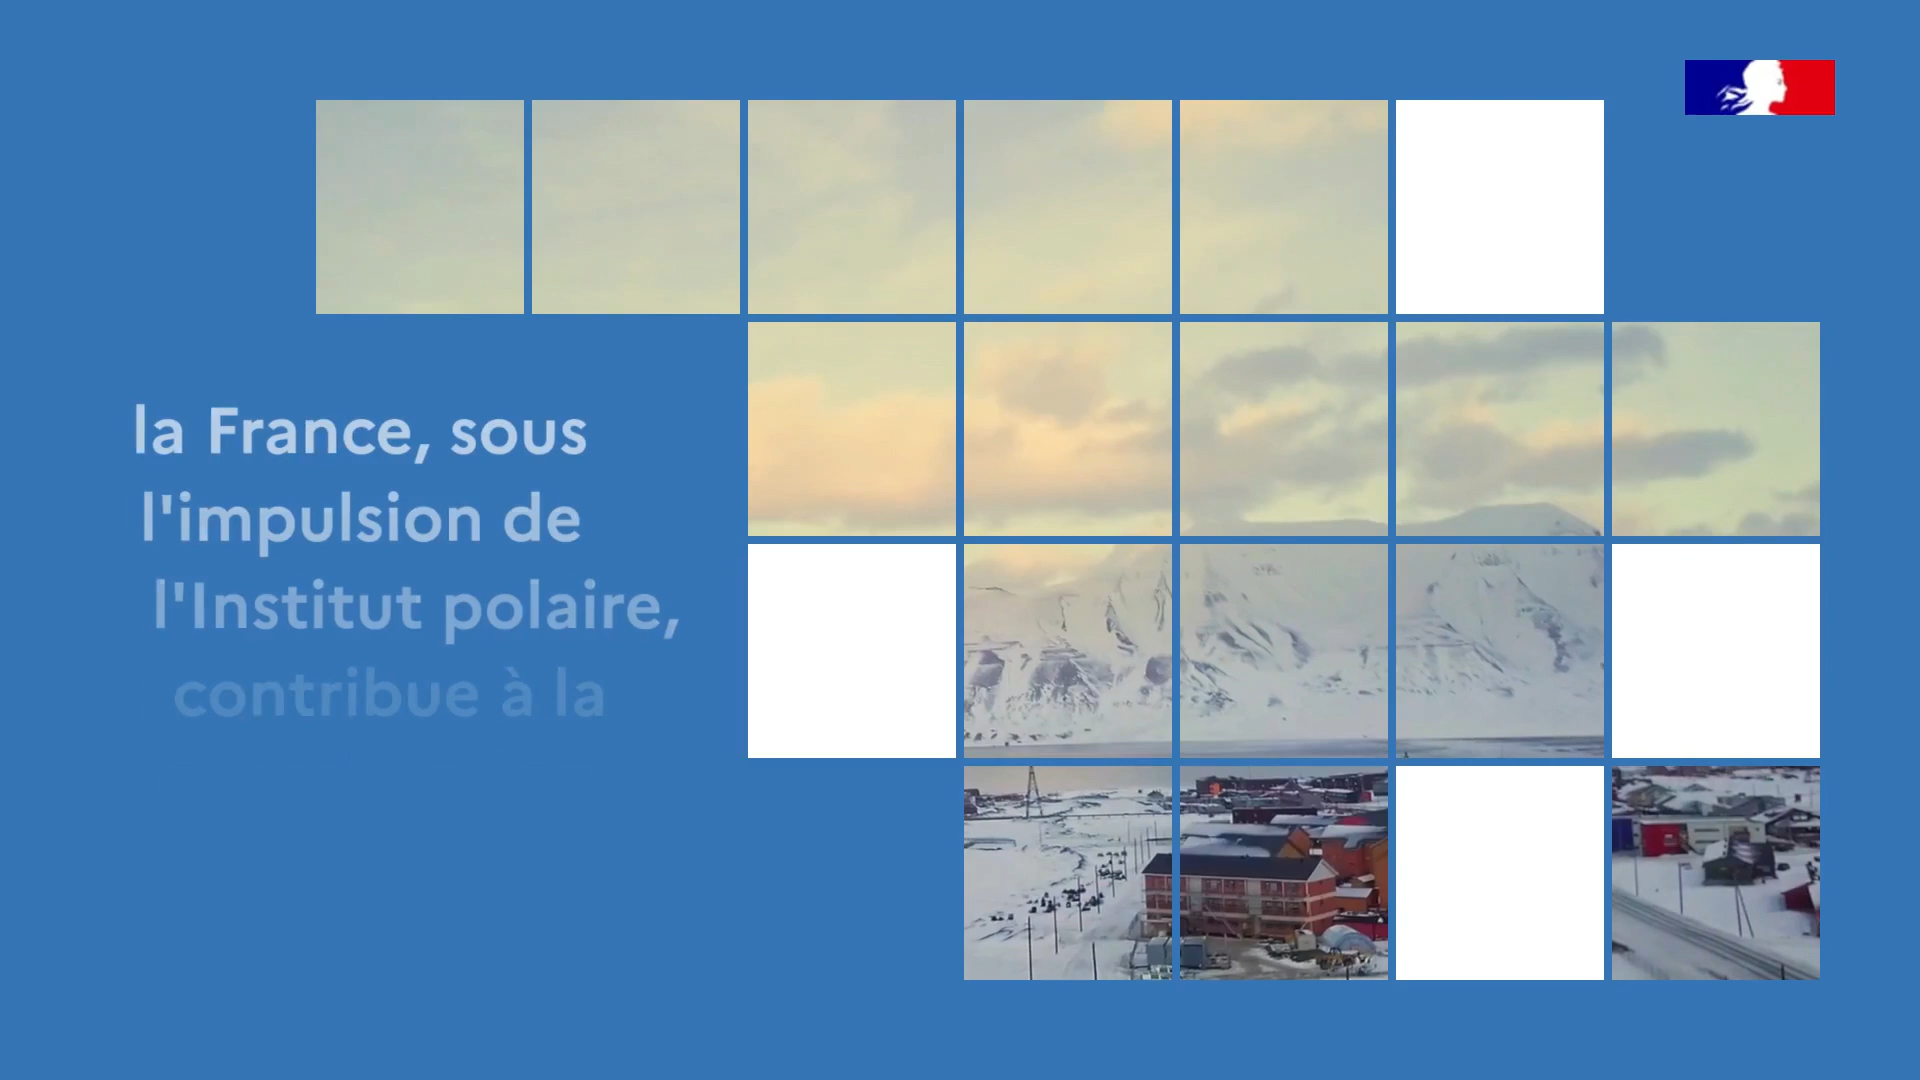 la France, sous
l'impulsion de
l'Institut polaire,
contribue à la